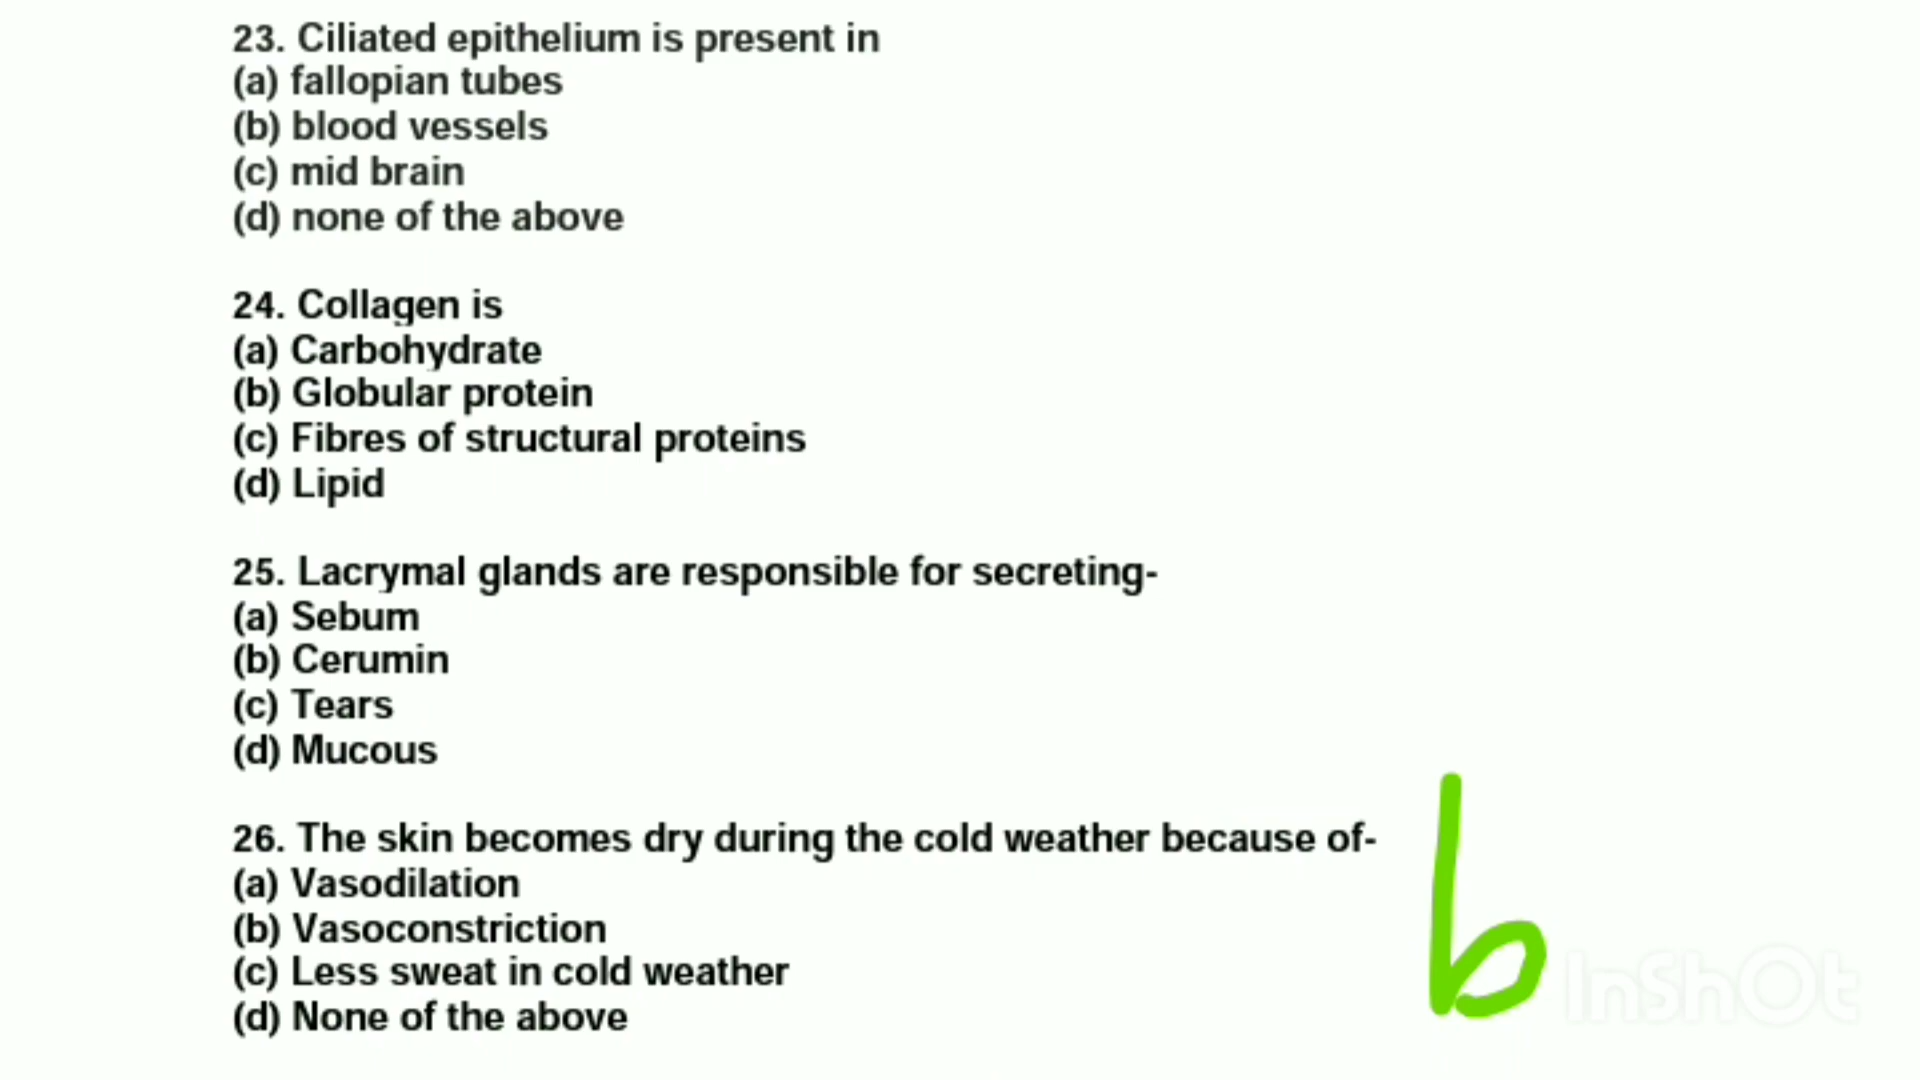 23. Ciliated epithelium is present in
(a) fallopian tubes
(b) blood vessels
(c) mid brain
(d) none of the above
24. Collagen is
(a) Carbohydrate
(b) Globular protein
(c) Fibres of structural proteins
(d) Lipid
25. Lacrymal glands are responsible for secreting-
(a) Sebum
(b) Cerumin
(c) Tears
(d) Mucous
26. The skin becomes dry during the cold weather because of-
(a) Vasodilation
(b) Vasoconstriction
(c) Less sweat in cold weather
(d) None of the above
b
InShOt